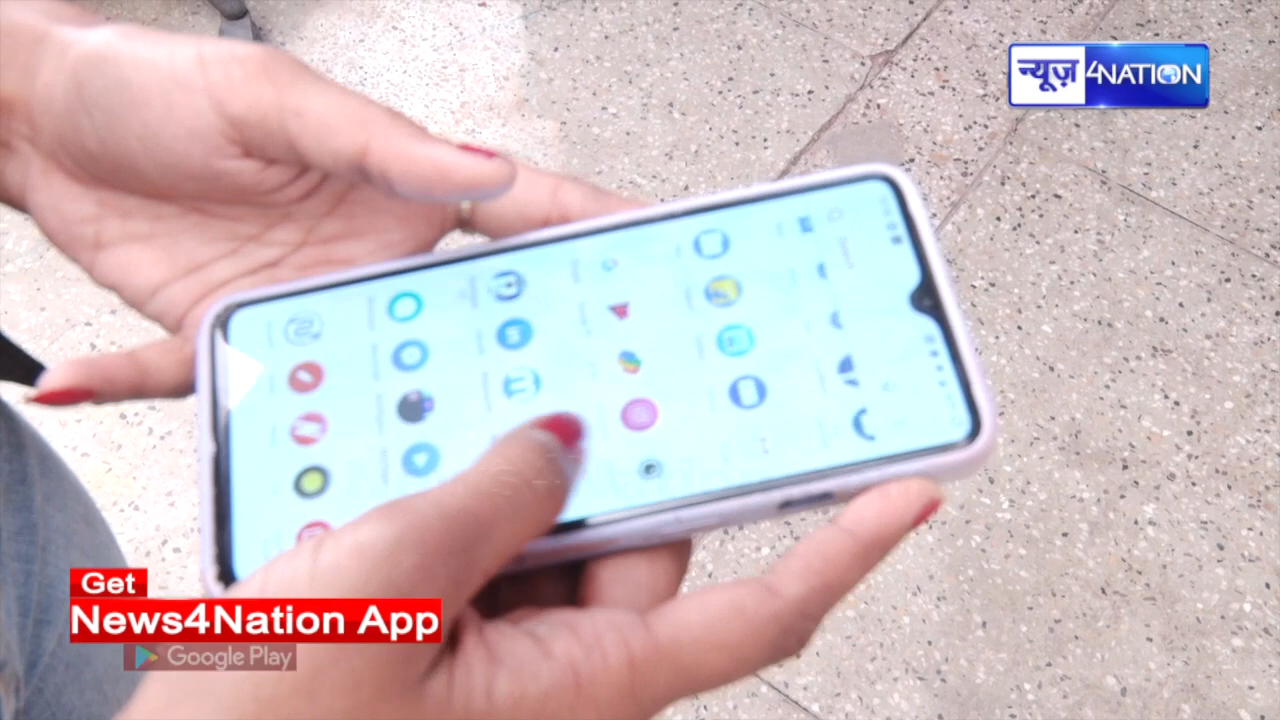 न्यूज़ 4NATION
Get
News4Nation App
Google Play